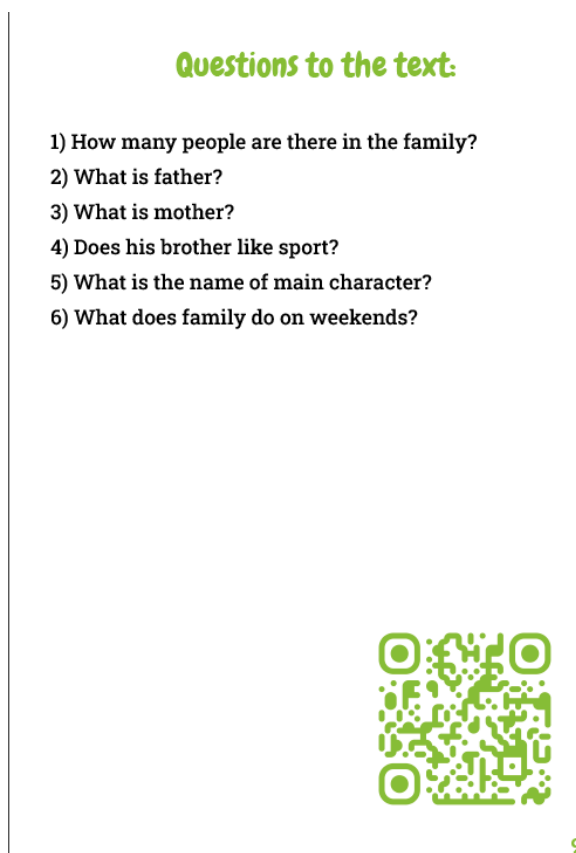 Questions to the text:
1) How many people are there in the family?
2) What is father?
3) What is mother?
4) Does his brother like sport?
5) What is the name of main character?
6) What does family do on weekends?